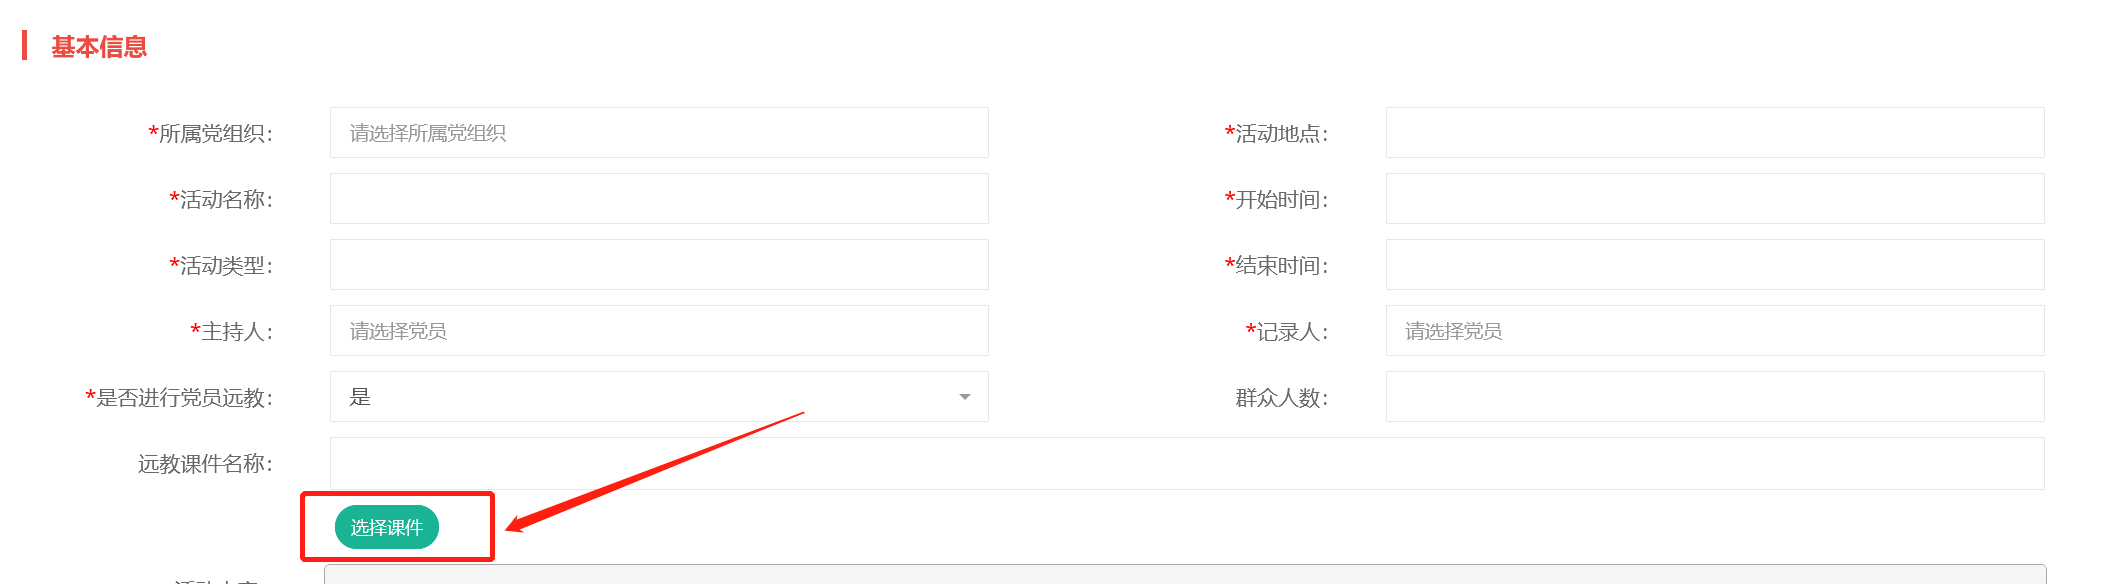 基本信息
*所属党组织： 请选择所属党组织 *活动地点：
*活动名称： *开始时间：
*活动类型： *结束时间：
*主持人： 请选择党员 *记录人： 请选择党员
*是否进行党员远教： 是 群众人数：
远教课件名称：
选择课件